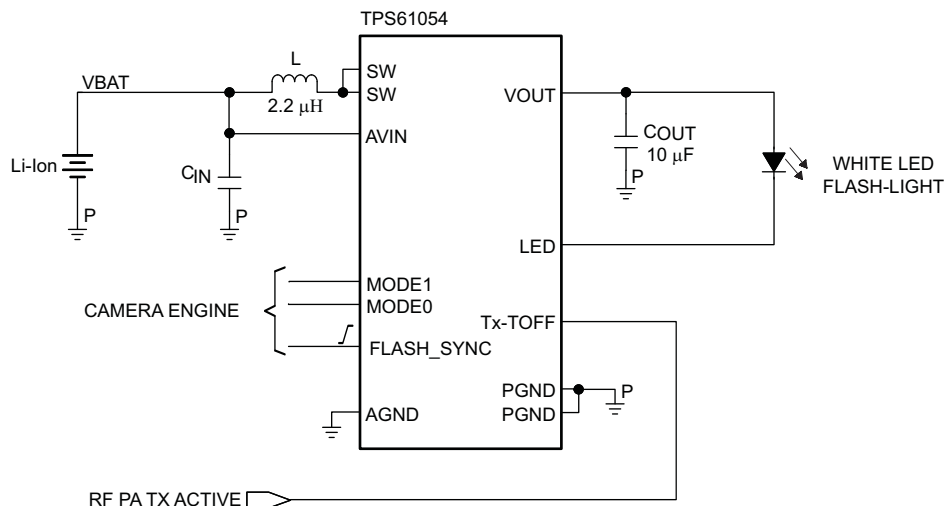 TPS61054
L
SW
VBAT
SW
VOUT
2.2 μH
COUT
AVIN
10 μF
Li-Ion
CIN
WHITE LED
FLASH-LIGHT
P
P
P
LED
MODE1
MODE0
CAMERA ENGINE
Tx-TOFF
FLASH_SYNC
PGND
P
AGND
PGND
RF PA TX ACTIVE